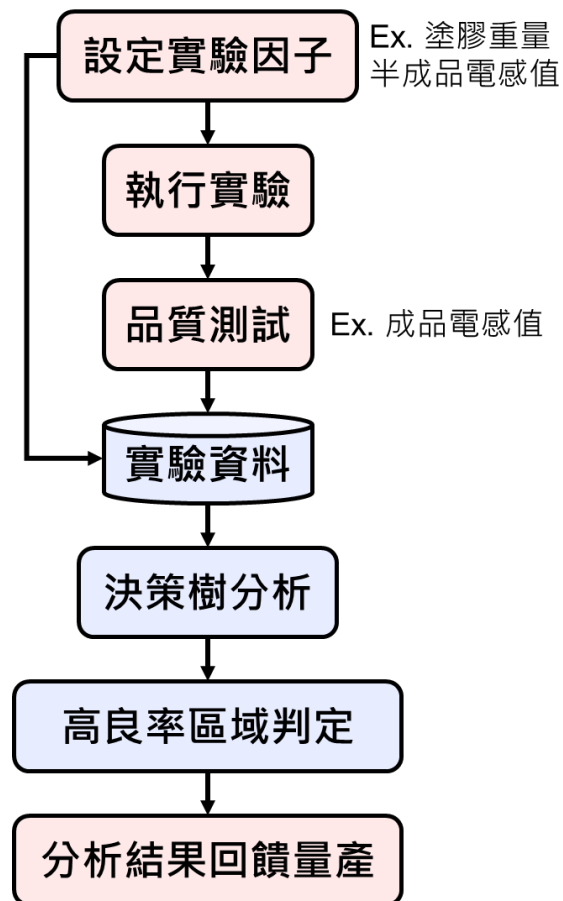 設定實驗因子
Ex. 塗膠重量
半成品電感值
執行實驗
品質測試
Ex. 成品電感值
實驗資料
決策樹分析
高良率區域判定
分析結果回饋量產